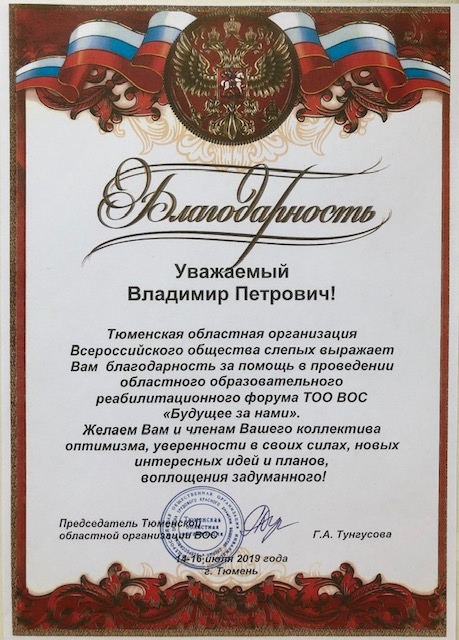 Благодарность
Уважаемый
Владимир Петрович!
Тюменская областная организация
Всероссийского общества слепых выражает
Вам благодарность за помощь в проведении
областного образовательного
реабилитационного форума ТОО ВОС
«Будущее за нами».
Желаем Вам и членам Вашего коллектива
оптимизма, уверенности в своих силах, новых
интересных идей и планов,
воплощения задуманного!
Председатель Тюменской
областной организации ВОС
Г.А. Тунгусова
14-16 июля 2019 года
г. Тюмень